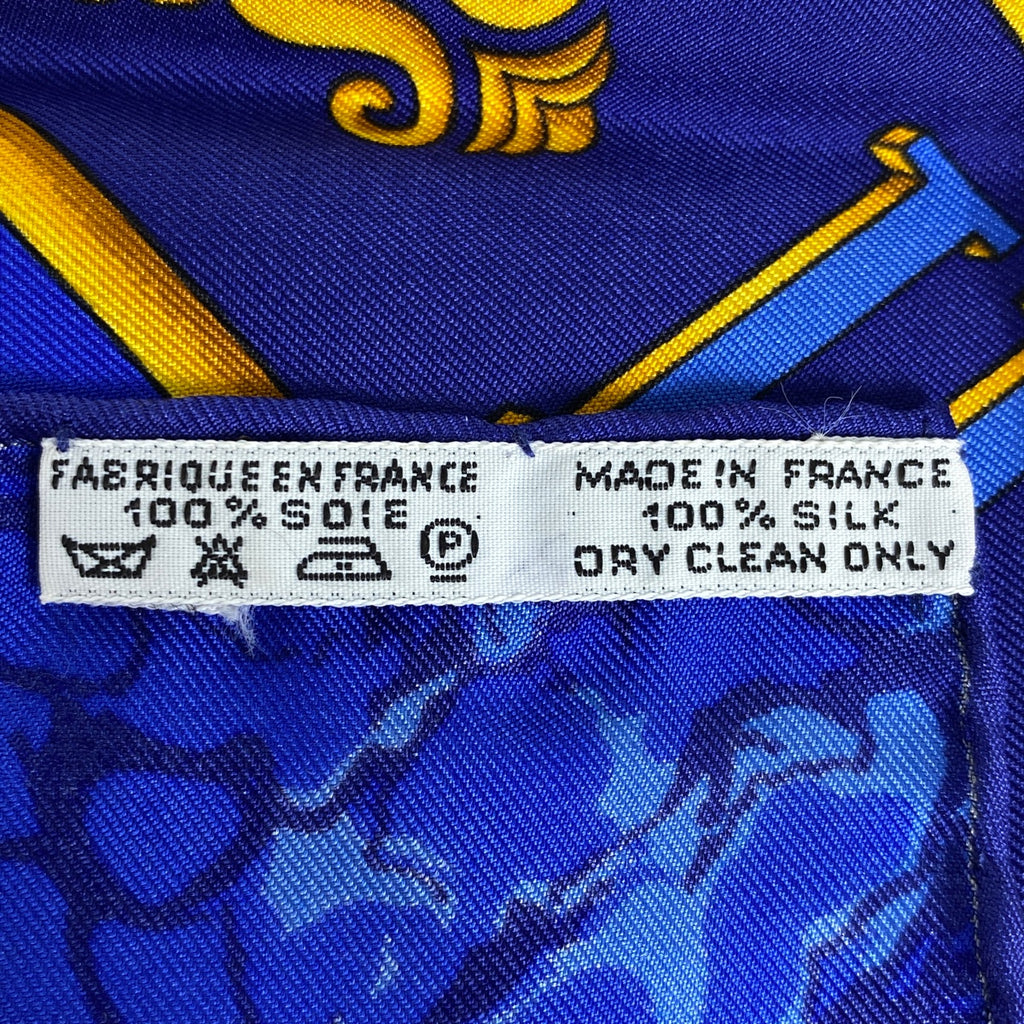 FABRIQUE EN FRANCE
100% SOIE
P
MADE IN FRANCE
100% SILK
DRY CLEAN ONLY